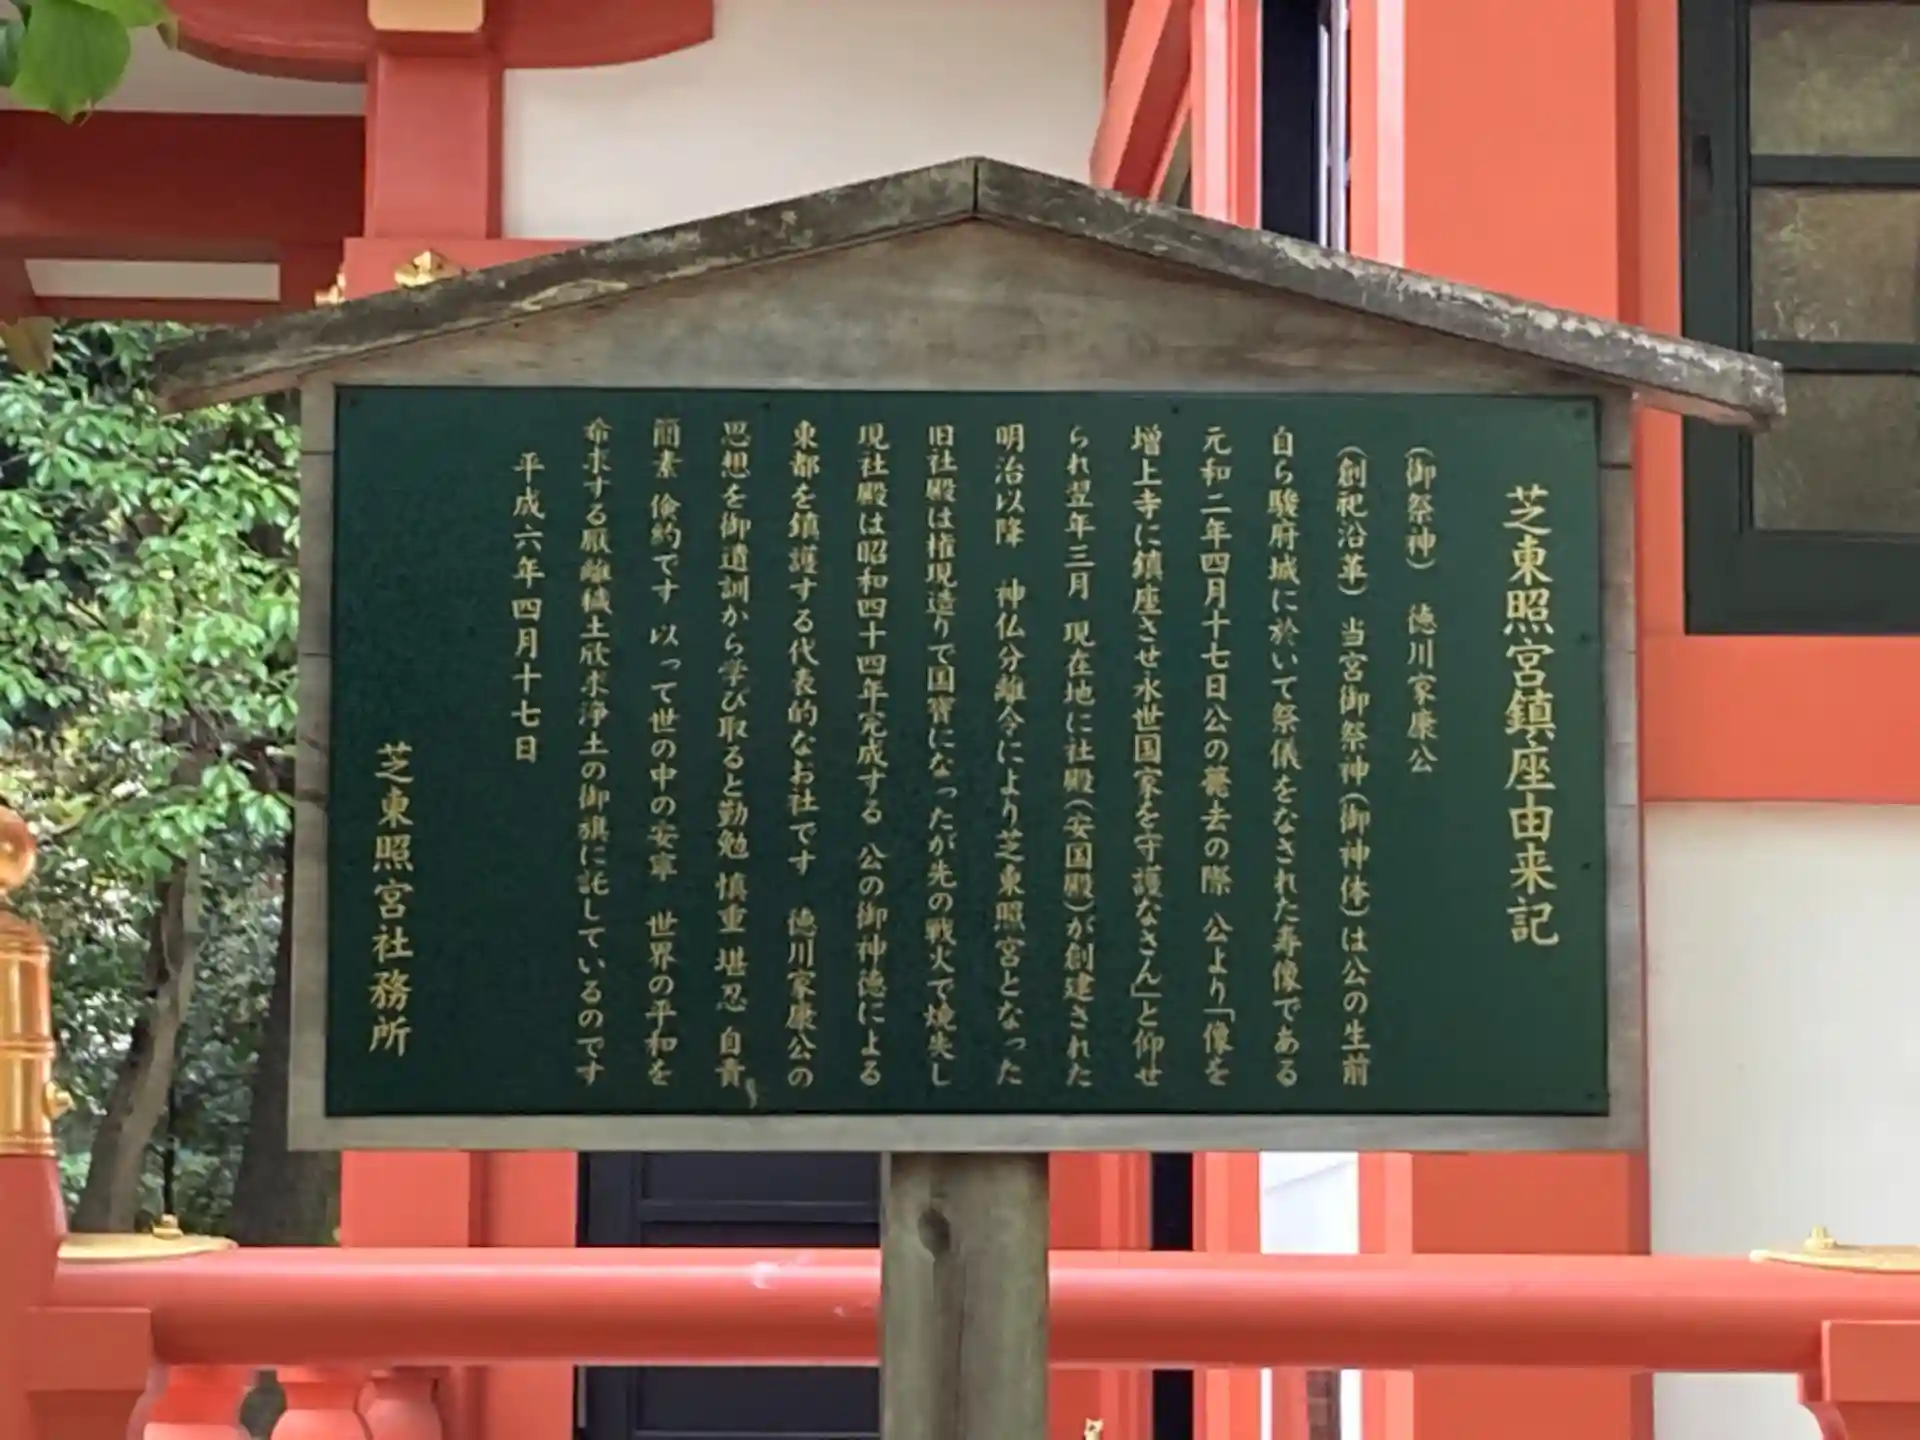 芝東照宮鎮座由来記
(御祭神) 徳川家康公
(創祀沿革) 当宮御祭神(御神体)は公の生前
自ら駿府城に於いて祭儀をなされた寿像である
元和二年四月十七日公の薨去の際 公より「像を
増上寺に鎮座させ永世国家を守護なさん」と仰せ
られ翌年三月 現在地に社殿(安国殿)が創建された
明治以降 神仏分離令により芝東照宮となった
旧社殿は権現造りで国寳になったが先の戦火で焼失し
現社殿は昭和四十四年完成する 公の御神徳による
東都を鎮護する代表的なお社です 徳川家康公の
思想を御遺訓から学び取ると勤勉 慎重 堪忍 自責
簡素 倹約です 以って世の中の安寧 世界の平和を
希求する厭離穢土欣求浄土の御旗に託しているのです
平成六年四月十七日
芝東照宮社務所